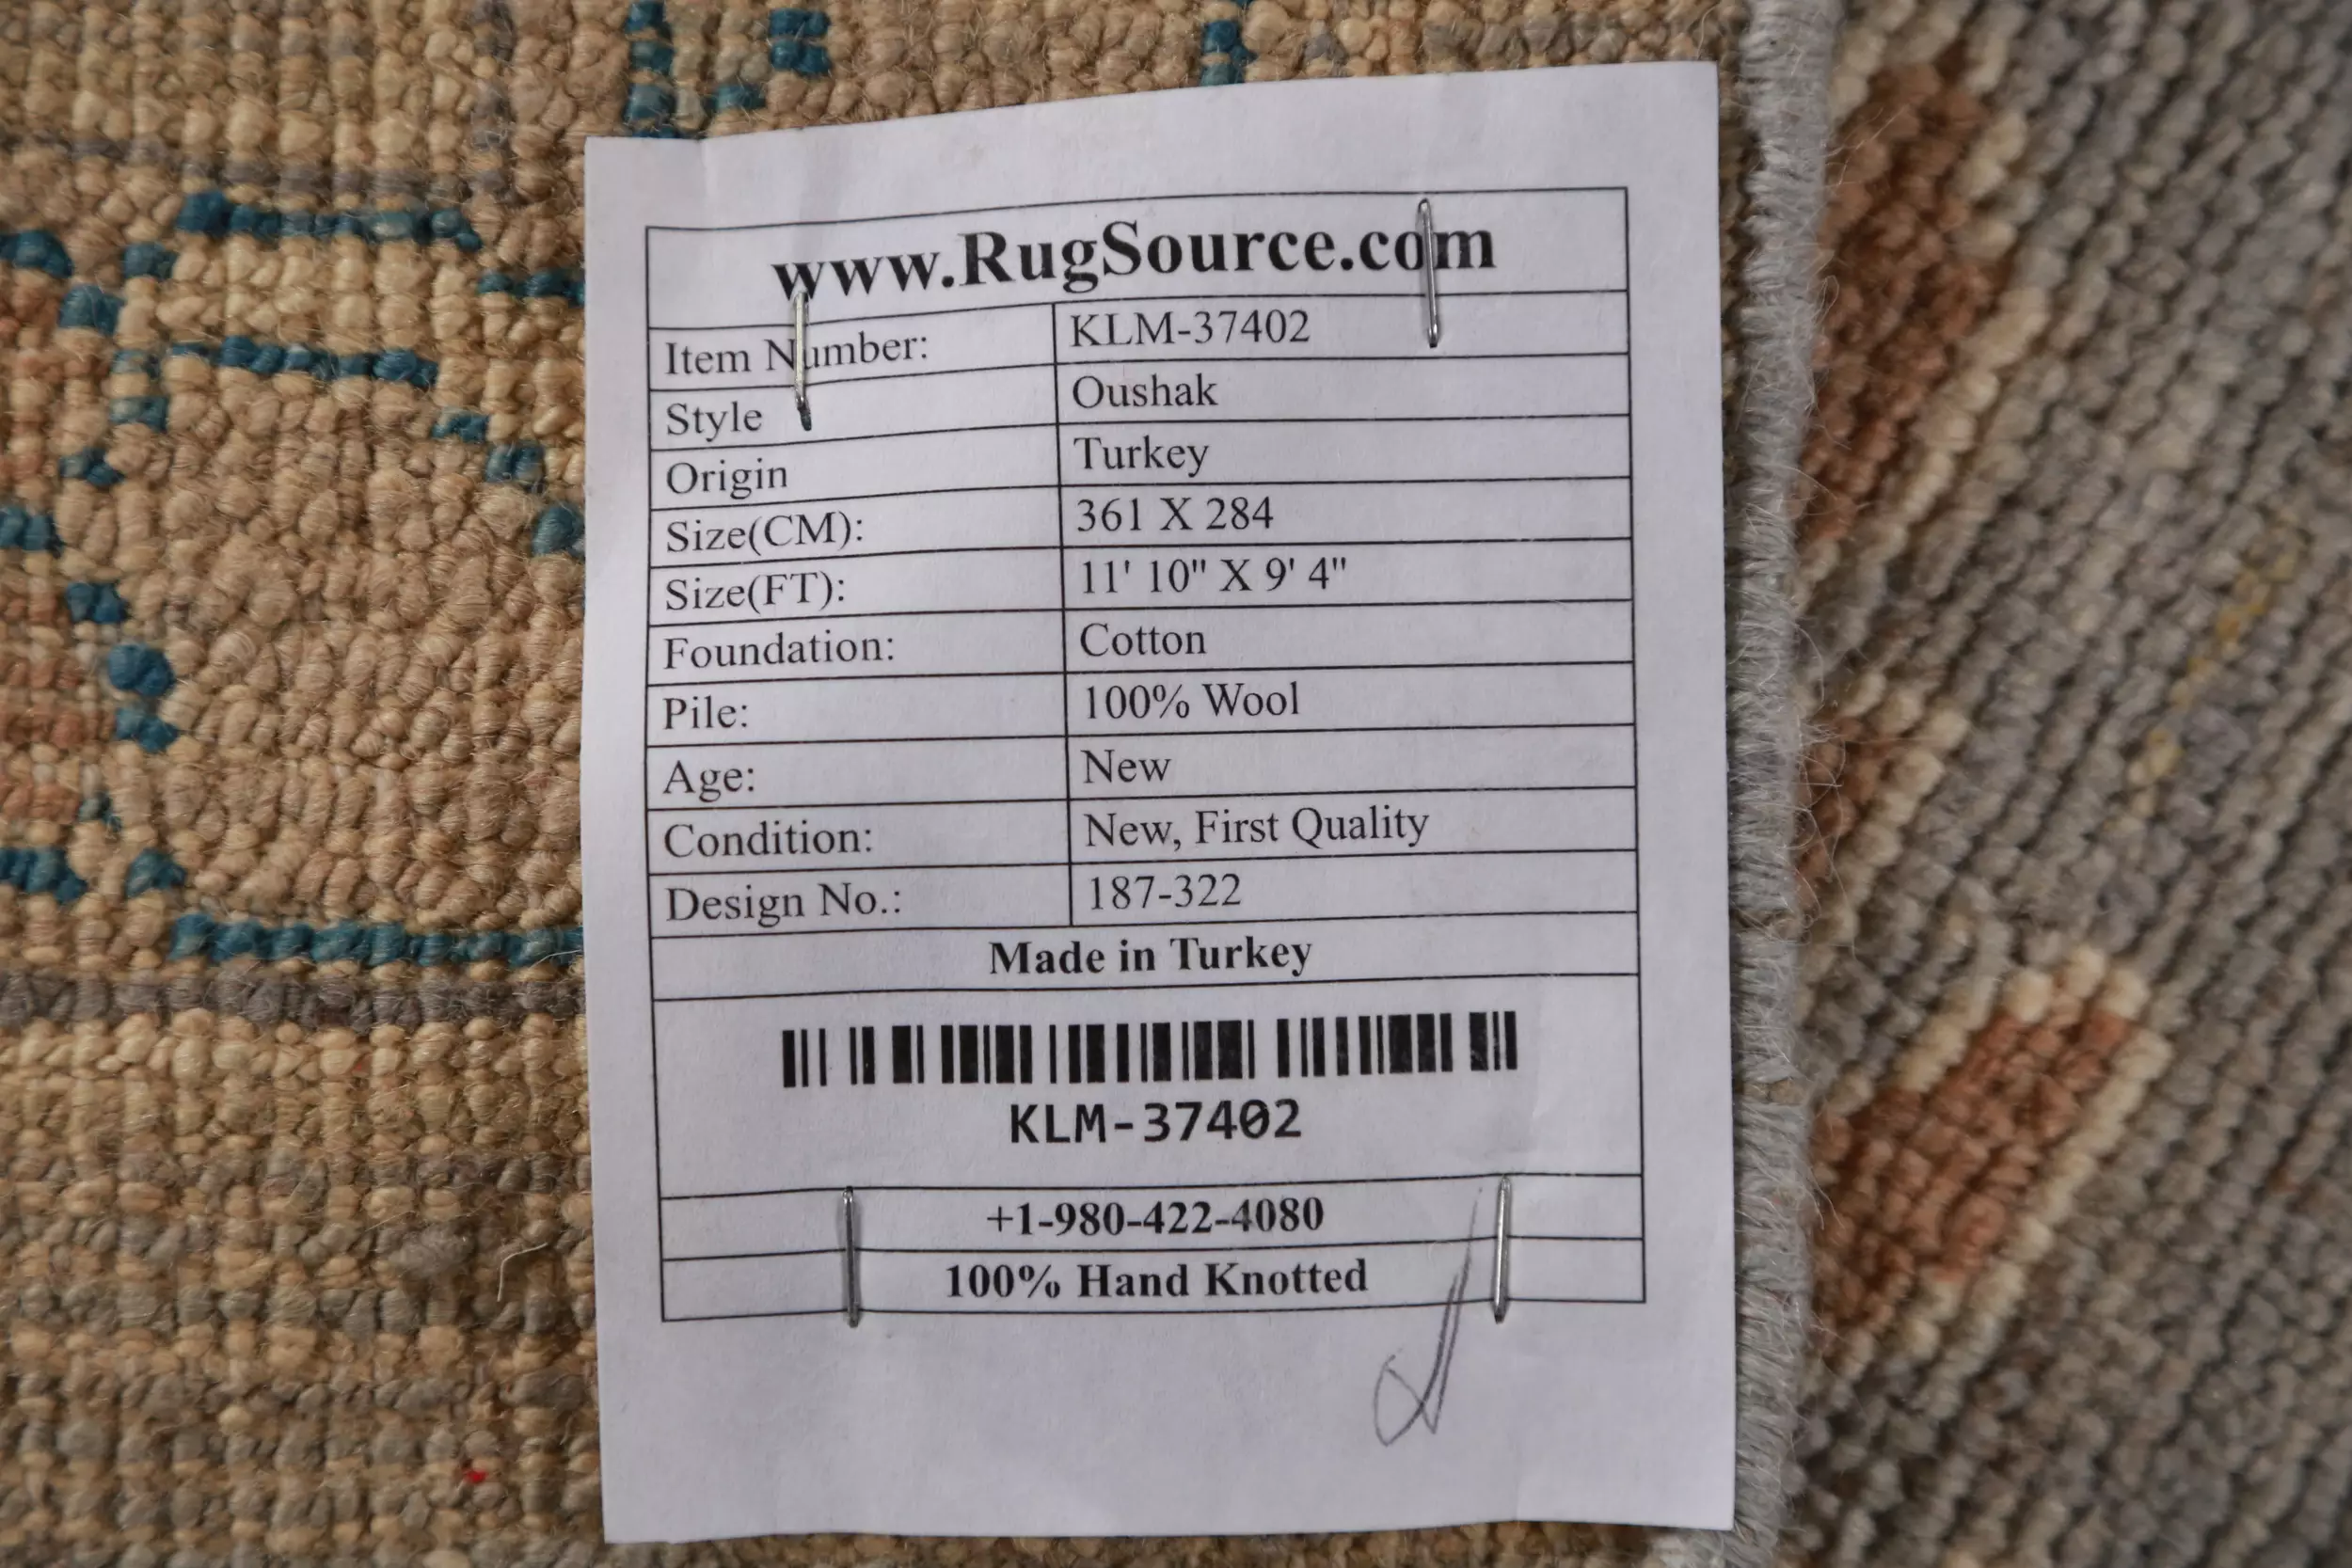 www.RugSource.com
Item Number: KLM-37402
Style Oushak
Origin Turkey
Size(CM): 361 X 284
Size(FT): 11' 10" X 9' 4"
Foundation: Cotton
Pile: 100% Wool
Age: New
Condition: New, First Quality
Design No.: 187-322
Made in Turkey
KLM-37402
+1-980-422-4080
100% Hand Knotted